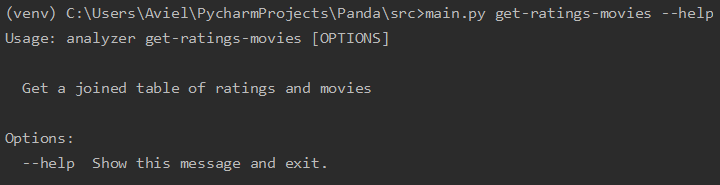 (venv) C:\Users\Aviel\PycharmProjects\Panda\src>main.py get-ratings-movies --help
Usage: analyzer get-ratings-movies [OPTIONS]
Get a joined table of ratings and movies
Options:
--help  Show this message and exit.